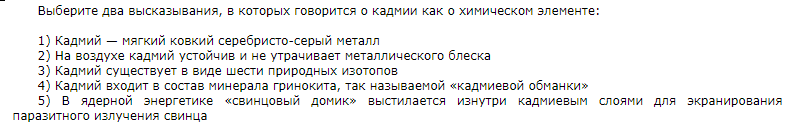 Выберите два высказывания, в которых говорится о кадмии как о химическом элементе:
1) Кадмий — мягкий ковкий серебристо-серый металл
2) На воздухе кадмий устойчив и не утрачивает металлического блеска
3) Кадмий существует в виде шести природных изотопов
4) Кадмий входит в состав минерала гринокита, так называемой «кадмиевой обманки»
5) В ядерной энергетике «свинцовый домик» выстилается изнутри кадмиевым слоями для экранирования
паразитного излучения свинца